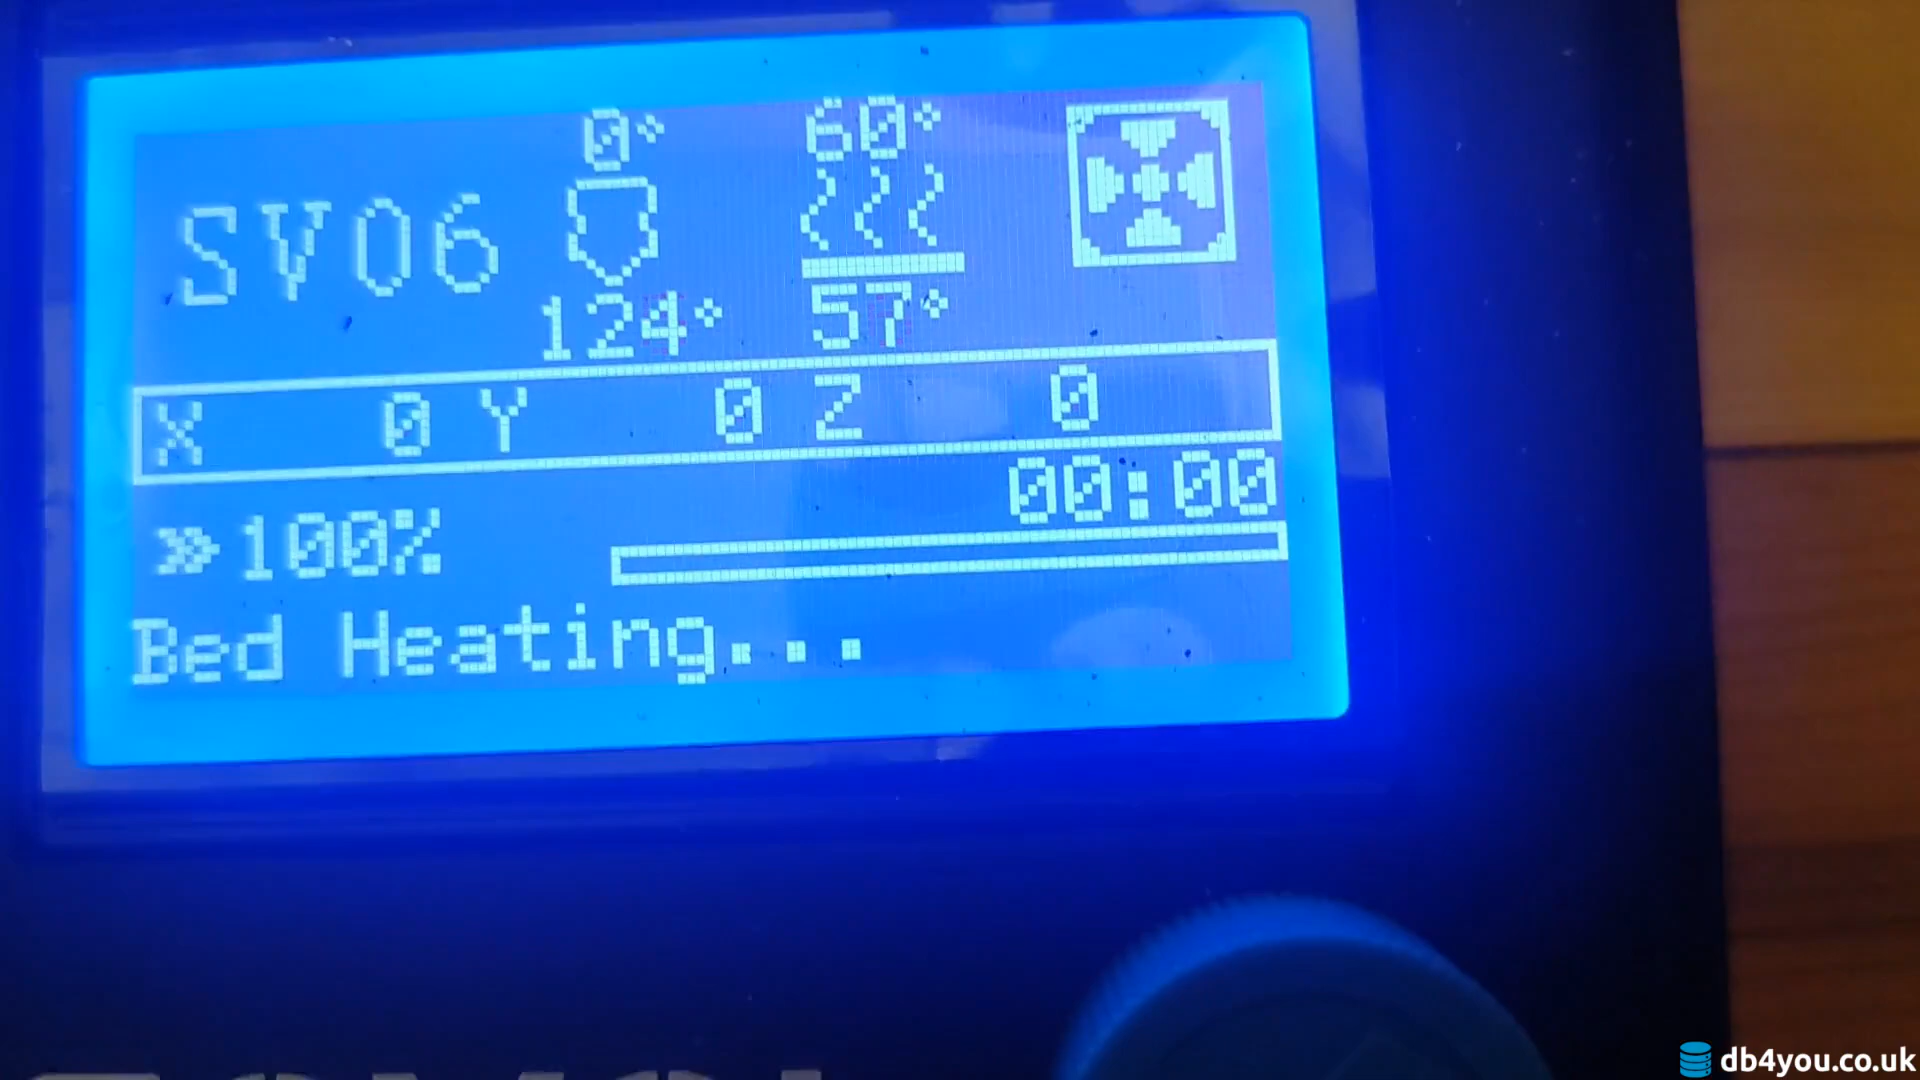 0° 60°
SV06
124° 57°
X 0 Y 0 Z 0
00:00
»100%
Bed Heating...
db4you.co.uk